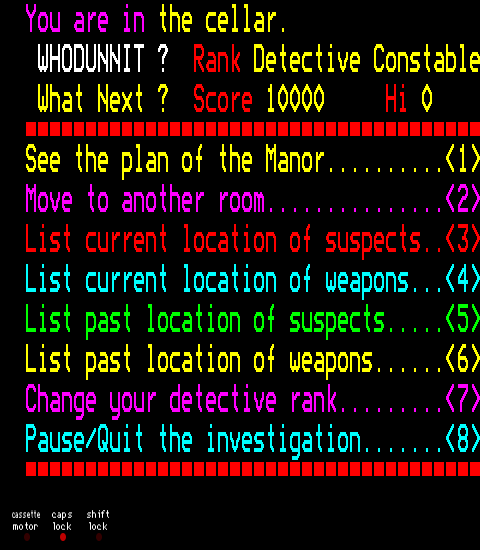 You are in the cellar.
WHODUNNIT ? Rank Detective Constable
What Next ? Score 10000 Hi 0
See the plan of the Manor..........<1>
Move to another room...............<2>
List current location of suspects..<3>
List current location of weapons...<4>
List past location of suspects.....<5>
List past location of weapons......<6>
Change your detective rank.........<7>
Pause/Quit the investigation.......<8>
cassette motor caps lock shift lock